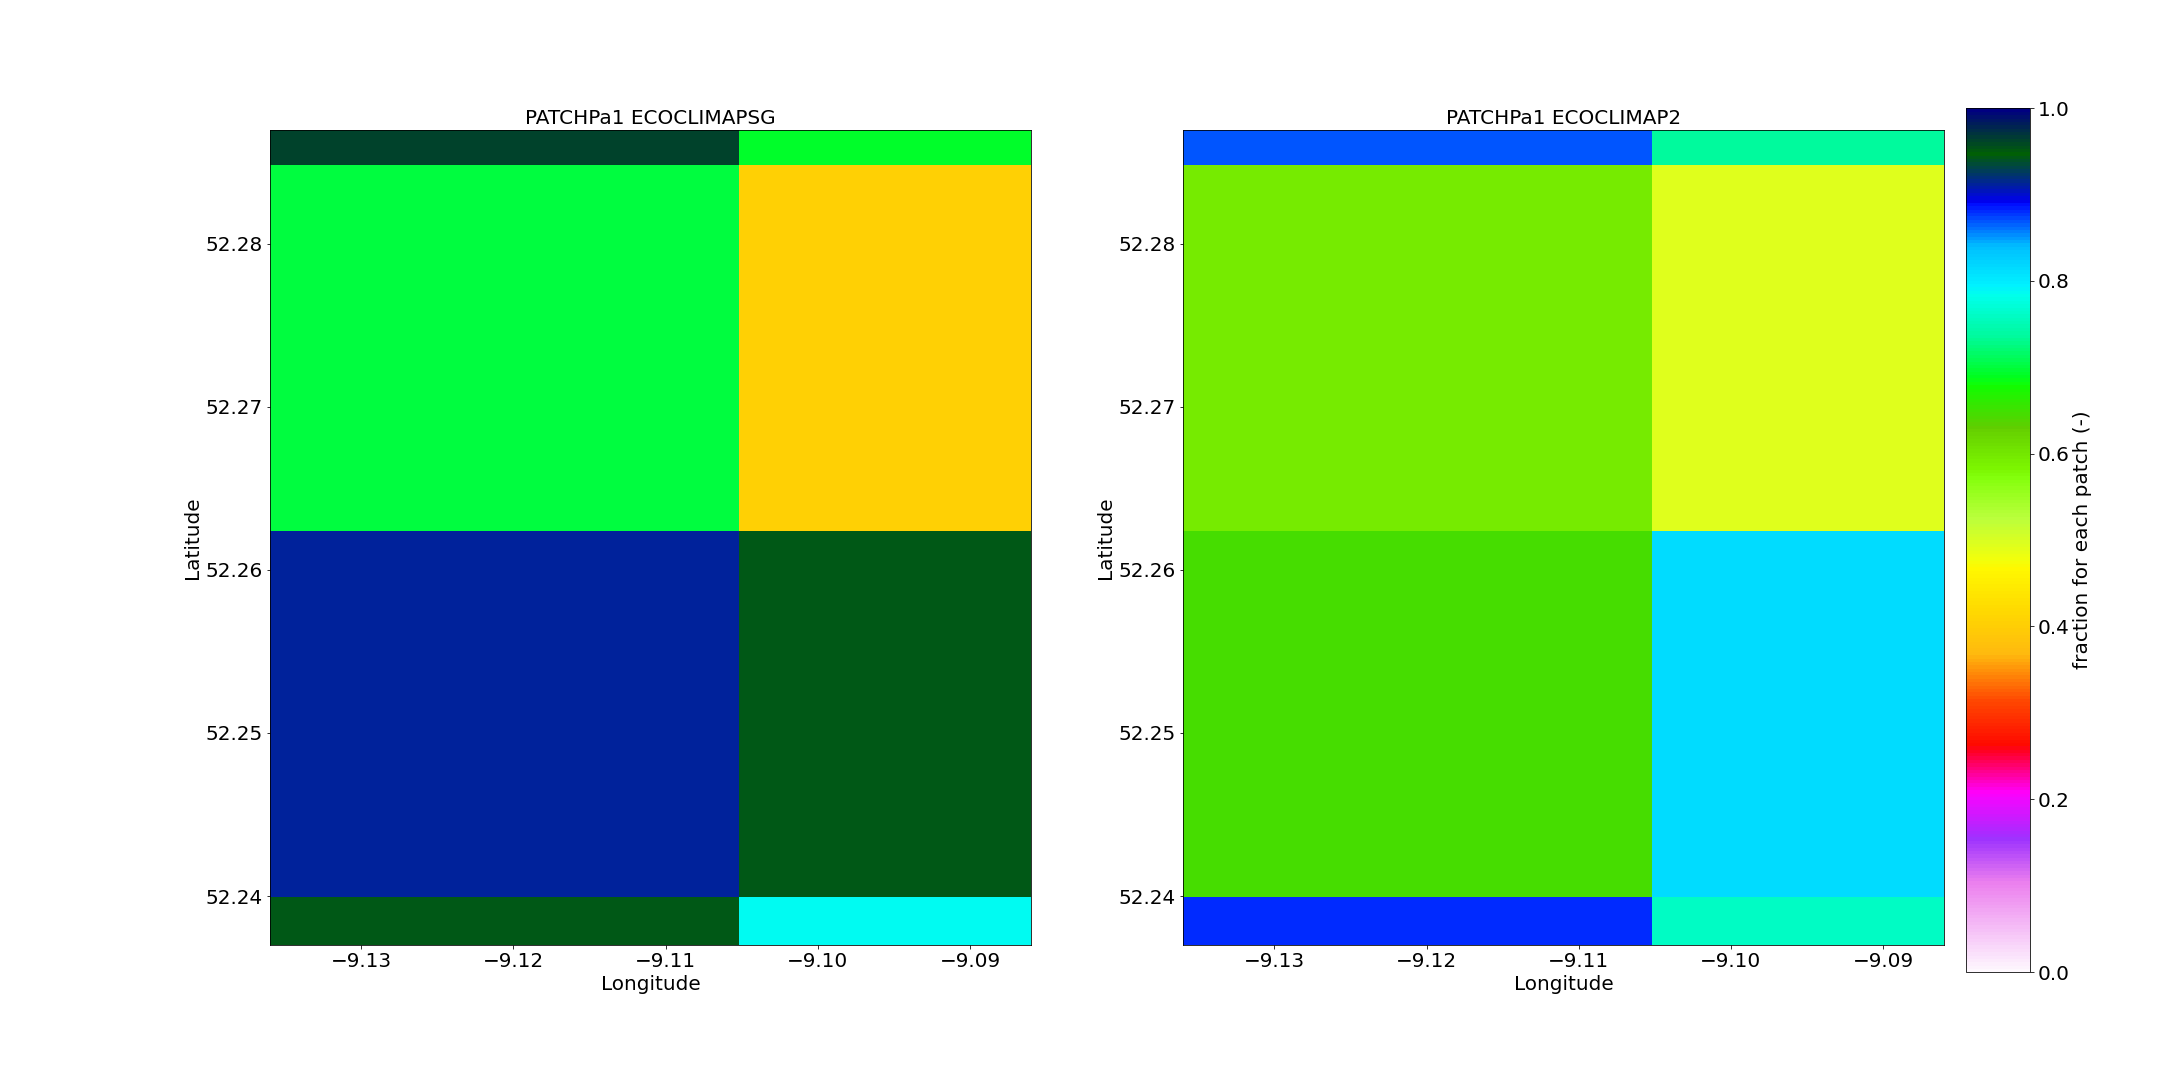 PATCHPa1 ECOCLIMAPSG
52.28
52.27
52.26
52.25
52.24
Latitude
−9.13 −9.12 −9.11 −9.10 −9.09
Longitude
PATCHPa1 ECOCLIMAP2
52.28
52.27
52.26
52.25
52.24
Latitude
−9.13 −9.12 −9.11 −9.10 −9.09
Longitude
1.0
0.8
0.6
0.4
0.2
0.0
fraction for each patch (-)